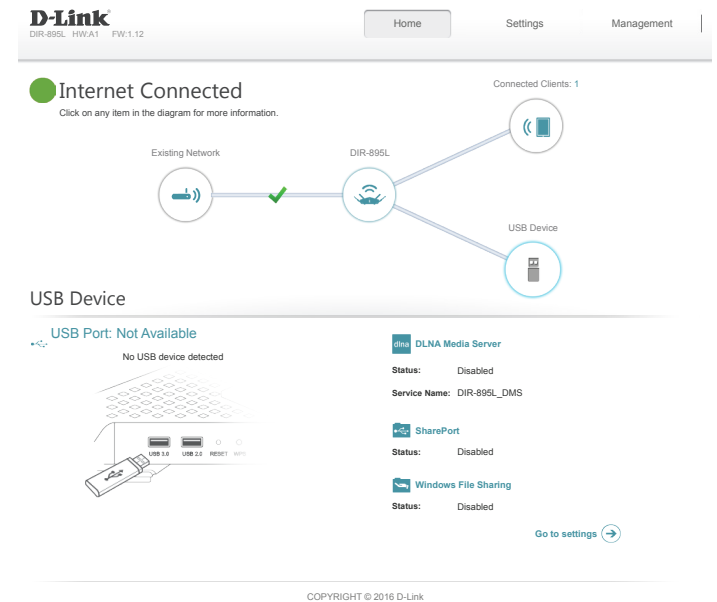 D-Link
DIR-895L HW:A1 FW:1.12
Home Settings Management
Internet Connected
Click on any item in the diagram for more information.
Connected Clients: 1
Existing Network
DIR-895L
USB Device
USB Device
USB Port: Not Available
No USB device detected
USB 3.0 USB 2.0 RESET WPS
dlna DLNA Media Server
Status: Disabled
Service Name: DIR-895L_DMS
SharePort
Status: Disabled
Windows File Sharing
Status: Disabled
Go to settings
COPYRIGHT © 2016 D-Link